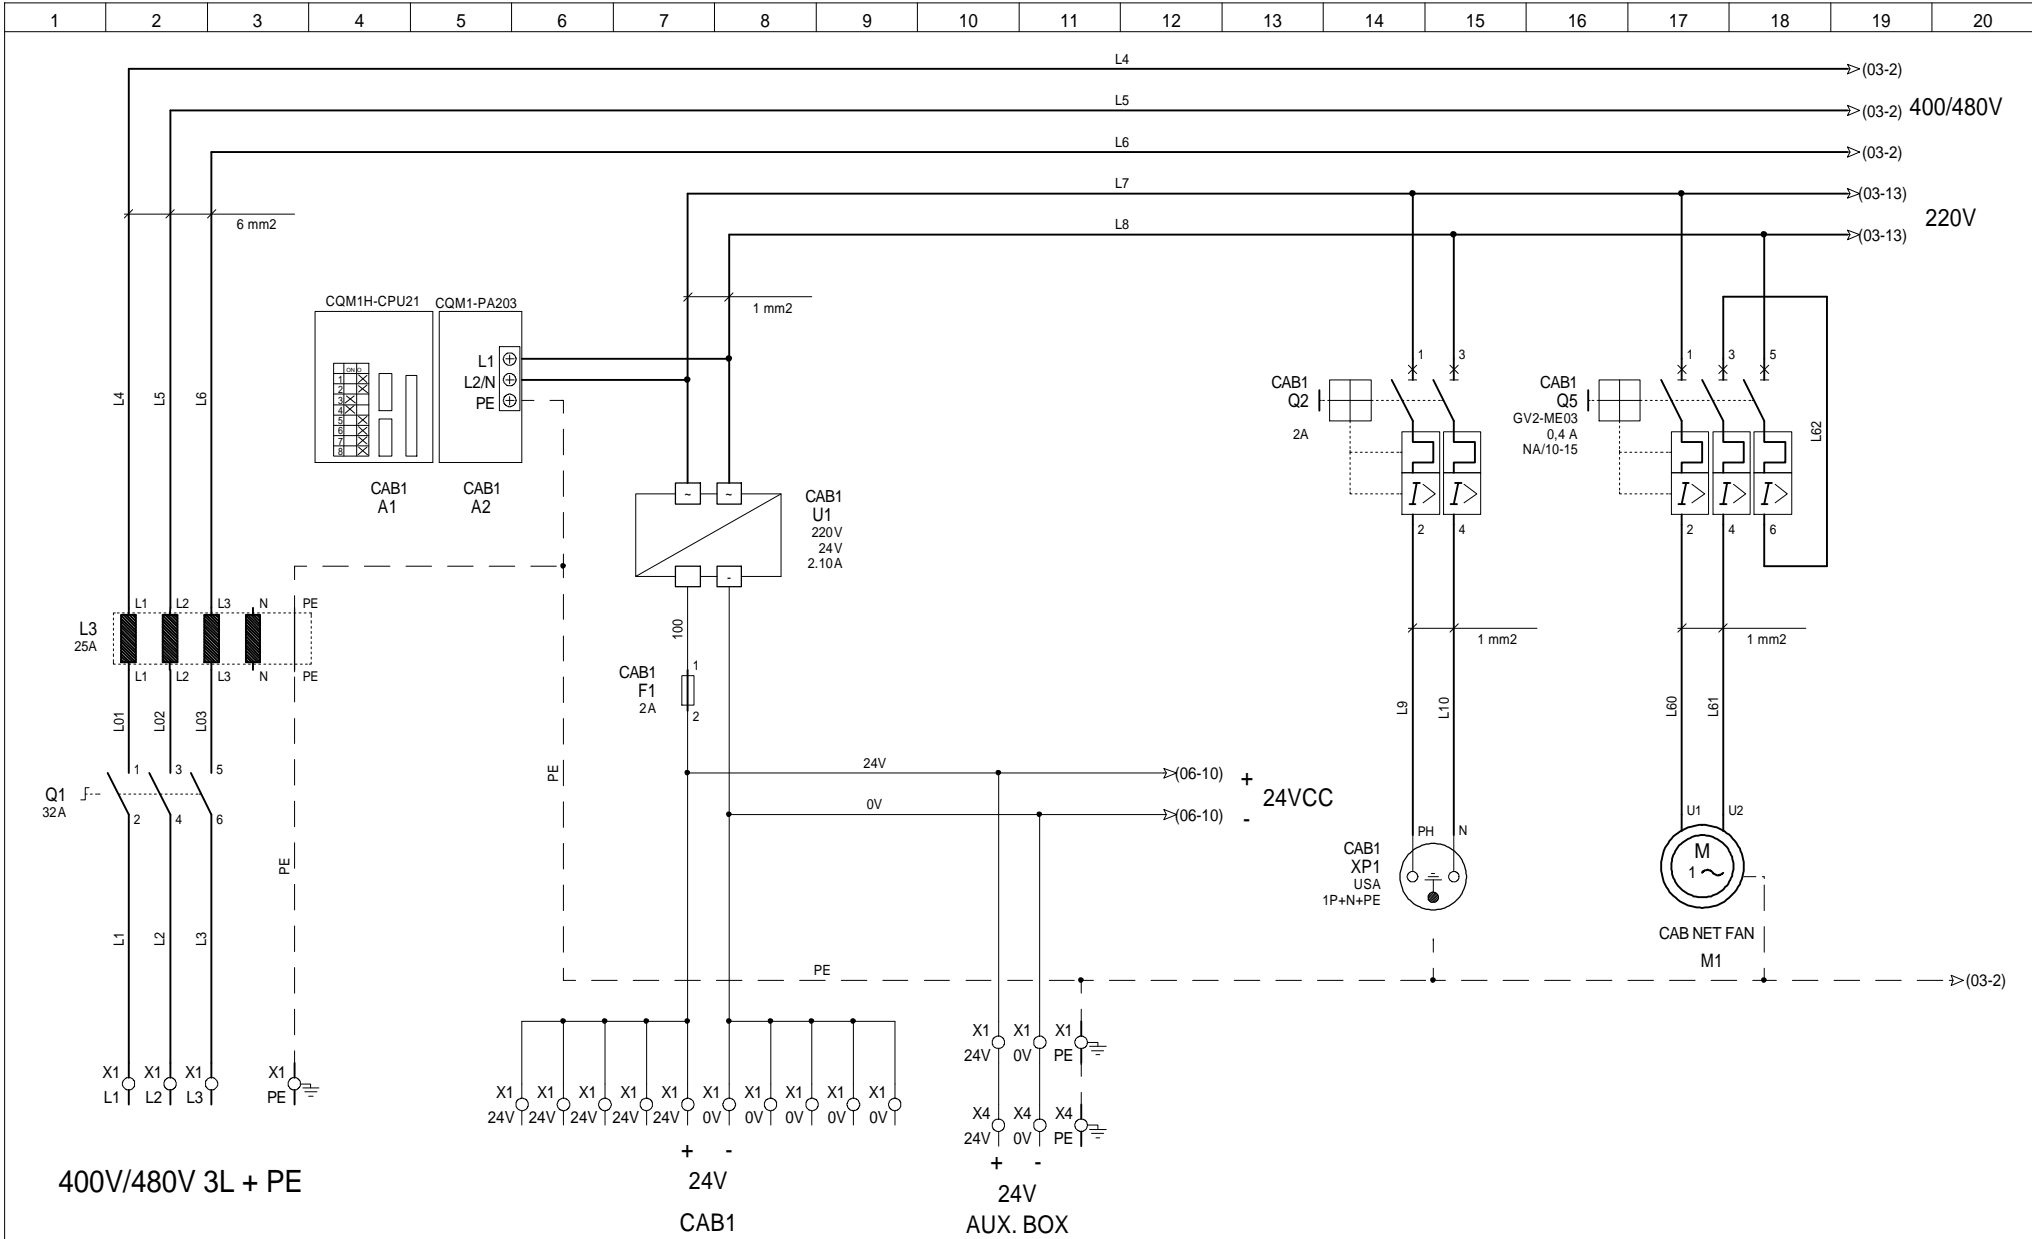 1 2 3 4 5 6 7 8 9 10 11 12 13 14 15 16 17 18 19 20
L4
(03-2)
L5
(03-2) 400/480V
L6
(03-2)
L7
(03-13)
220V
L8
(03-13)
6 mm2
1 mm2
CQM1H-CPU21
CQM1-PA203
L1
L2/N
PE
ON
1
2
3
4
5
6
7
8
CAB1
A1
CAB1
A2
L4
L5
L6
CAB1
Q2
2A
1
3
2
4
CAB1
Q5
GV2-ME03
0,4 A
NA/10-15
1
3
5
2
4
6
L62
~
~
-
CAB1
U1
220V
24V
2.10A
L3
25A
L1 L2 L3 N PE
L1 L2 L3 N PE
100
CAB1
F1
2A
1
2
1 mm2
1 mm2
L01
L02
L03
L9
L10
L60
L61
Q1
32A
1
3
5
2
4
6
PE
PE
24V
(06-10) +
24VCC
0V
(06-10) -
CAB1
XP1
USA
1P+N+PE
PH
N
U1
U2
M
1
CAB NET FAN
M1
L1
L2
L3
PE
(03-2)
X1
L1
X1
L2
X1
L3
X1
PE
X1
24V
X1
24V
X1
24V
X1
24V
X1
24V
X1
0V
X1
0V
X1
0V
X1
0V
X1
0V
X1
24V
X1
0V
X1
PE
X4
24V
X4
0V
X4
PE
400V/480V 3L + PE
+ -
24V
CAB1
+ -
24V
AUX. BOX